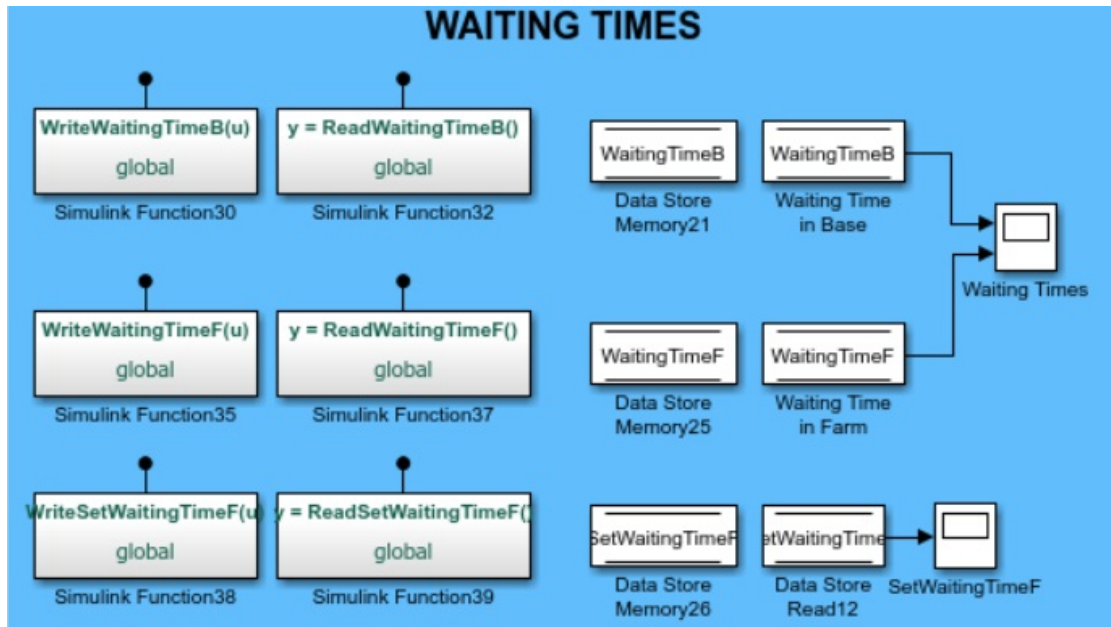 WAITING TIMES
WriteWaitingTimeB(u)
global
Simulink Function30
y = ReadWaitingTimeB()
global
Simulink Function32
WaitingTimeB
Data Store
Memory21
WaitingTimeB
Waiting Time
in Base
Waiting Times
WriteWaitingTimeF(u)
global
Simulink Function35
y = ReadWaitingTimeF()
global
Simulink Function37
WaitingTimeF
Data Store
Memory25
WaitingTimeF
Waiting Time
in Farm
WriteSetWaitingTimeF(u)
global
Simulink Function38
y = ReadSetWaitingTimeF()
global
Simulink Function39
SetWaitingTimeF
Data Store
Memory26
etWaitingTime
Data Store
Read12
SetWaitingTimeF